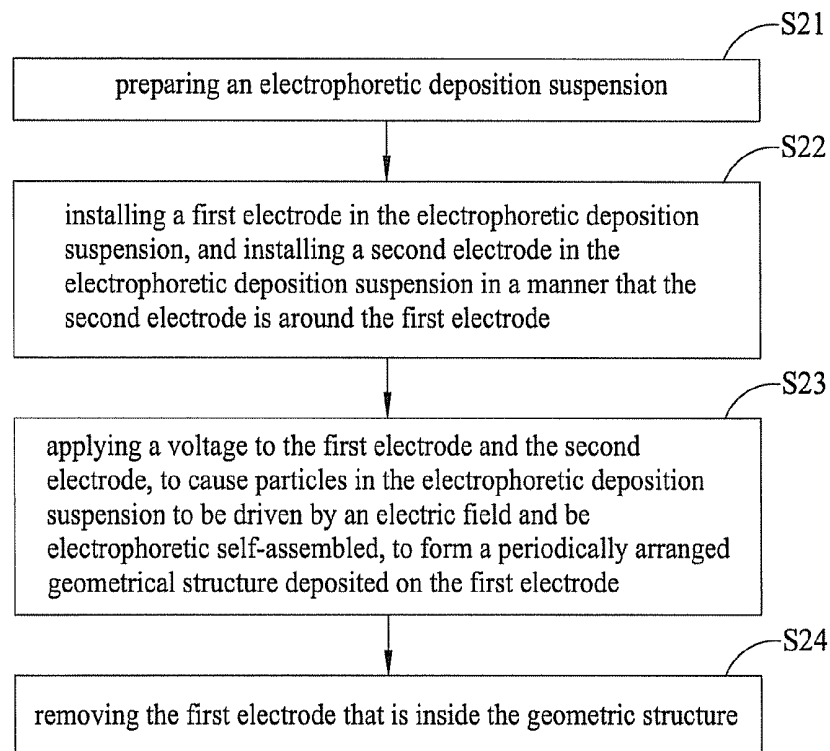 S21
preparing an electrophoretic deposition suspension
S22
installing a first electrode in the electrophoretic deposition
suspension, and installing a second electrode in the
electrophoretic deposition suspension in a manner that the
second electrode is around the first electrode
S23
applying a voltage to the first electrode and the second
electrode, to cause particles in the electrophoretic deposition
suspension to be driven by an electric field and be
electrophoretic self-assembled, to form a periodically arranged
geometrical structure deposited on the first electrode
S24
removing the first electrode that is inside the geometric structure